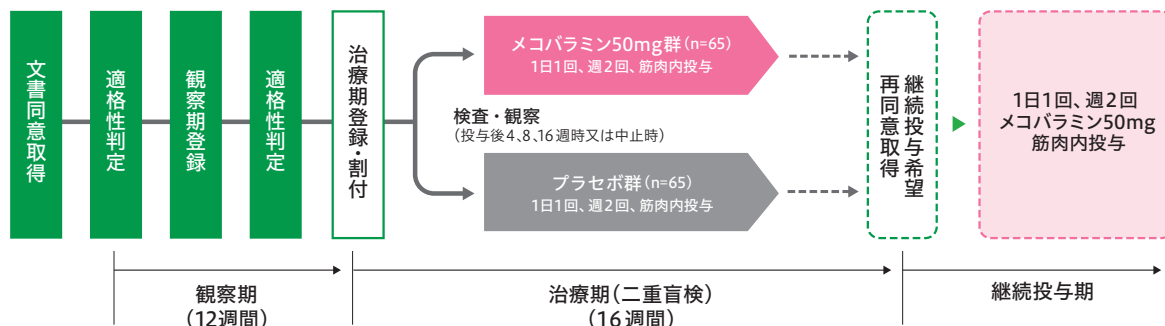 文書同意取得
適格性判定
観察期登録
適格性判定
治療期登録・割付
メコバラミン50mg群(n=65)
1日1回、週2回、筋肉内投与
検査・観察
(投与後4、8、16週時又は中止時)
プラセボ群(n=65)
1日1回、週2回、筋肉内投与
継続投与希望
再同意取得
1日1回、週2回
メコバラミン50mg
筋肉内投与
観察期
(12週間)
治療期(二重盲検)
(16週間)
継続投与期